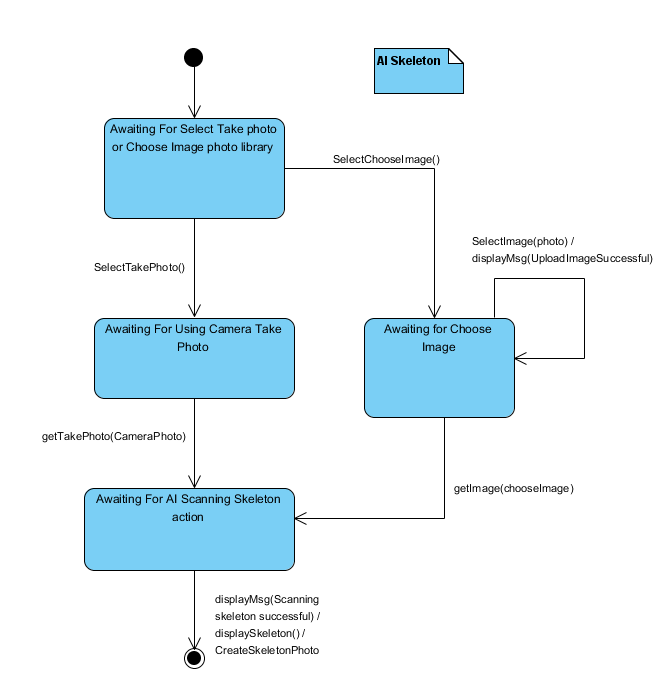 AI Skeleton
Awaiting For Select Take photo
or Choose Image photo library
SelectChooseImage()
SelectImage(photo) /
displayMsg(UploadImageSuccessful)
SelectTakePhoto()
Awaiting For Using Camera Take
Photo
Awaiting for Choose
Image
getTakePhoto(CameraPhoto)
getImage(chooseImage)
Awaiting For AI Scanning Skeleton
action
displayMsg(Scanning
skeleton successful) /
displaySkeleton() /
CreateSkeletonPhoto